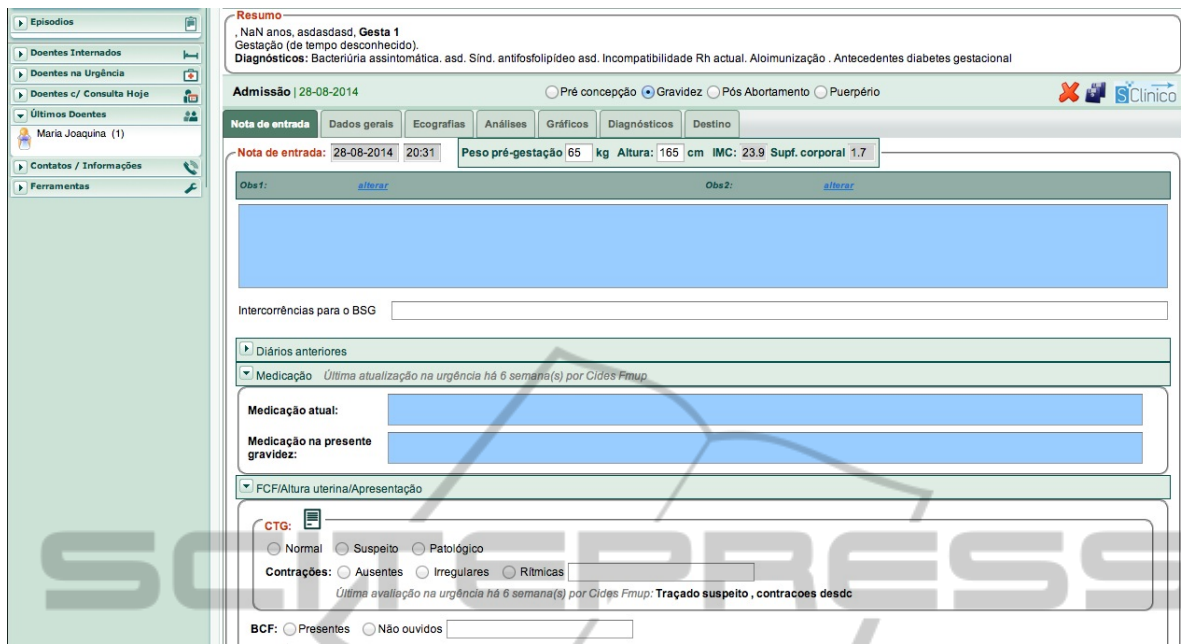 Episodios
Doentes Internados
Doentes na Urgência
Doentes c/ Consulta Hoje
Últimos Doentes
Maria Joaquina (1)
Contatos / Informações
Ferramentas
Resumo
, NaN anos, asdasdasd, Gesta 1
Gestação (de tempo desconhecido).
Diagnósticos: Bacteriúria assintomática. asd. Sínd. antifosfolipídeo asd. Incompatibilidade Rh actual. Aloimunização . Antecedentes diabetes gestacional
Admissão | 28-08-2014 Pré concepção Gravidez Pós Abortamento Puerpério SClínico
Nota de entrada Dados gerais Ecografias Análises Gráficos Diagnósticos Destino
Nota de entrada: 28-08-2014 20:31 Peso pré-gestação 65 kg Altura: 165 cm IMC: 23.9 Supf. corporal 1.7
Obs1: alterar Obs2: alterar
Intercorrências para o BSG
Diários anteriores
Medicação Última atualização na urgência há 6 semana(s) por Cides Fmup
Medicação atual:
Medicação na presente
gravidez:
FCF/Altura uterina/Apresentação
CTG:
Normal Suspeito Patológico
Contrações: Ausentes Irregulares Rítmicas
Última avaliação na urgência há 6 semana(s) por Cides Fmup: Traçado suspeito , contracoes desdc
BCF: Presentes Não ouvidos
SCITEPRESS